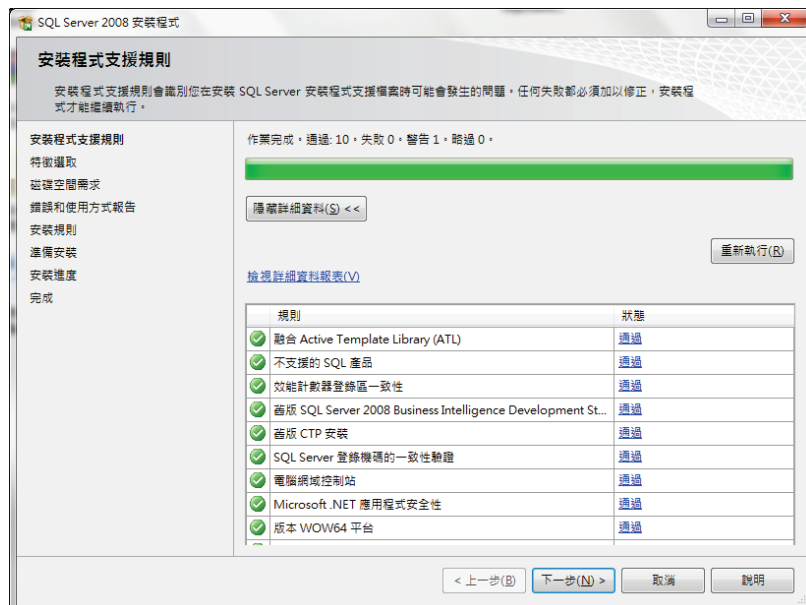 SQL Server 2008 安裝程式
安裝程式支援規則
安裝程式支援規則會識別您在安裝 SQL Server 安裝程式支援檔案時可能會發生的問題。任何失敗都必須加以修正，安裝程
式才能繼續執行。
安裝程式支援規則
特徵選取
磁碟空間需求
錯誤和使用方式報告
安裝規則
準備安裝
安裝進度
完成
作業完成。通過: 10。失敗 0。警告 1。略過 0。
隱藏詳細資料(S) <<
重新執行(R)
檢視詳細資料報表(V)
規則 狀態
融合 Active Template Library (ATL) 通過
不支援的 SQL 產品 通過
效能計數器登錄區一致性 通過
舊版 SQL Server 2008 Business Intelligence Development St... 通過
舊版 CTP 安裝 通過
SQL Server 登錄機碼的一致性驗證 通過
電腦網域控制站 通過
Microsoft .NET 應用程式安全性 通過
版本 WOW64 平台 通過
< 上一步(B) 下一步(N) > 取消 說明